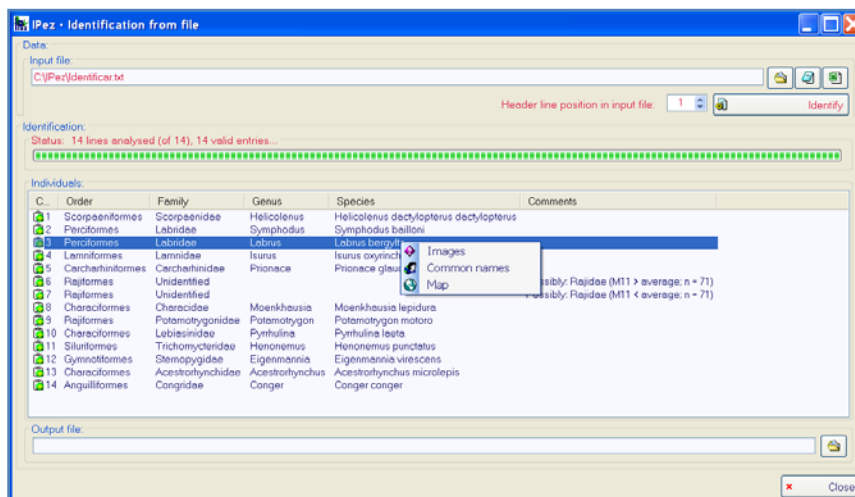 IPez - Identification from file
Data:
Input file:
C:\IPez\Identificar.txt
Header line position in input file: 1 Identify
Identification:
Status: 14 lines analysed (of 14), 14 valid entries...
Individuals:
C... Order Family Genus Species Comments
1 Scorpaeniformes Scorpaenidae Helicolenus Helicolenus dactylopterus dactylopterus
2 Perciformes Labridae Symphodus Symphodus bailloni
3 Perciformes Labridae Labrus Labrus bergylta
Images
4 Lamniformes Lamnidae Isurus Isurus oxyrinch
Common names
5 Carcharhiniformes Carcharhinidae Prionace Prionace glauc
Map
6 Rajiformes Unidentified Possibly: Rajidae (M11 > average; n = 71)
7 Rajiformes Unidentified Possibly: Rajidae (M11 < average; n = 71)
8 Characiformes Characidae Moenkhausia Moenkhausia lepidura
9 Rajiformes Potamotrygonidae Potamotrygon Potamotrygon motoro
10 Characiformes Lebiasinidae Pyrrhulina Pyrrhulina laeta
11 Siluriformes Trichomycteridae Henonemus Henonemus punctatus
12 Gymnotiformes Sternopygidae Eigenmannia Eigenmannia virescens
13 Characiformes Acestrorhynchidae Acestrorhynchus Acestrorhynchus microlepis
14 Anguilliformes Congridae Conger Conger conger
Output file:
Close